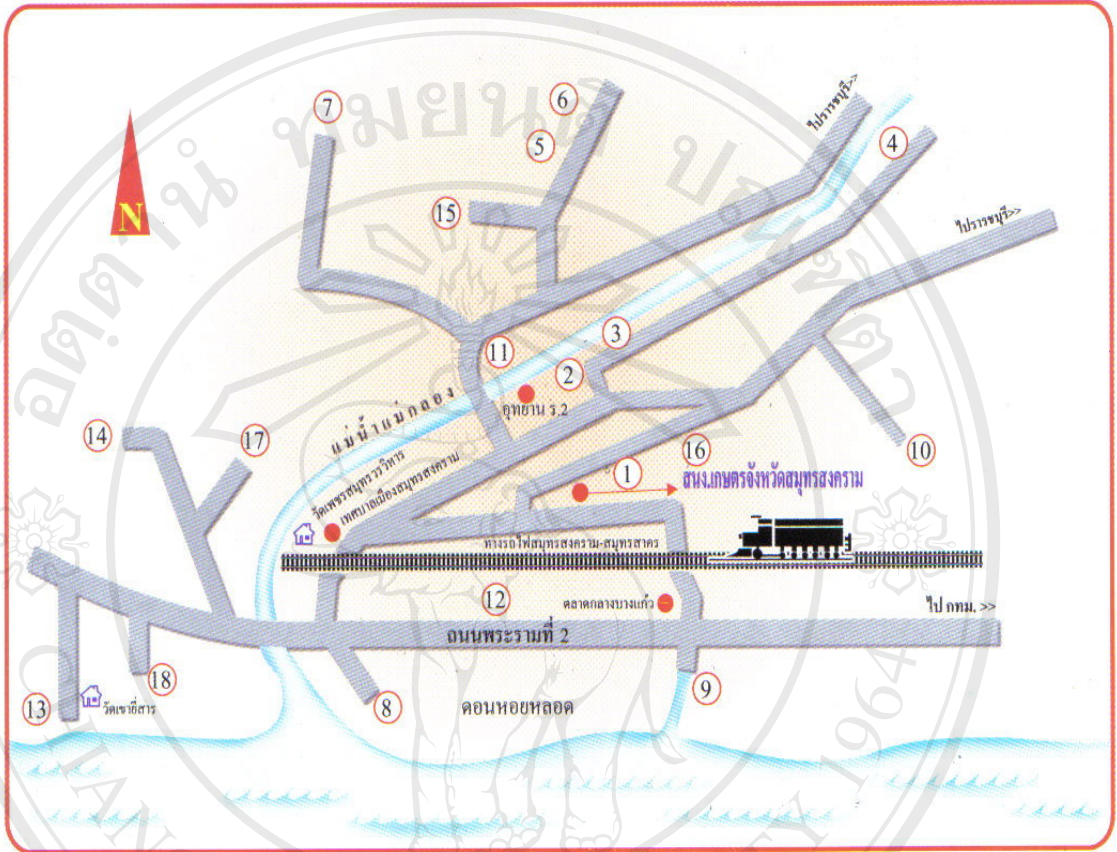 7
6
ไปราชบุรี>>
5
4
15
ไปราชบุรี>>
N
3
11
2
อุทยาน ร.2
แม่น้ำแม่กลอง
14
17
10
16
1
วัดเพชรสมุทรวรวิหาร
เทศบาลเมืองสมุทรสงคราม
สนง.เกษตรจังหวัดสมุทรสงคราม
ทางรถไฟสมุทรสงคราม-สมุทรสาคร
12
ตลาดกลางบางแก้ว
ไป กทม. >>
ถนนพระรามที่ 2
18
13
วัดเขายี่สาร
8
9
ดอนหอยหลอด
1964